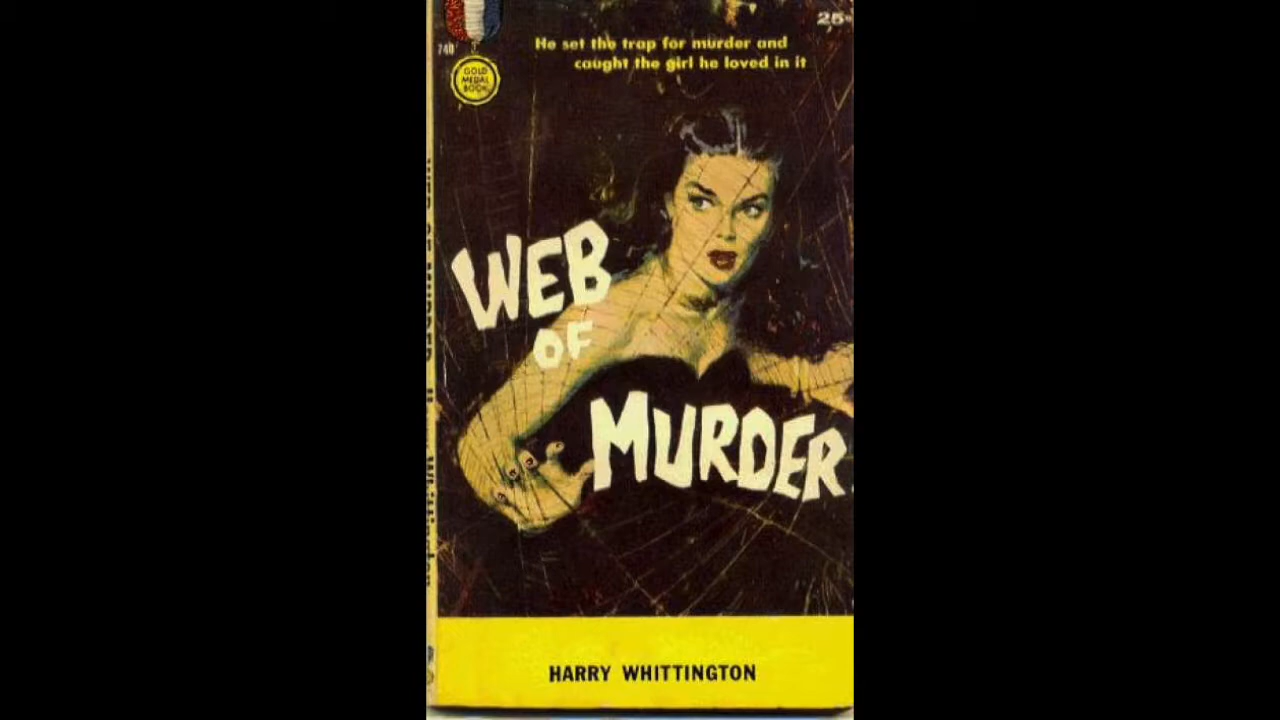 25¢
740
He set the trap for murder and
caught the girl he loved in it
GOLD
MEDAL
BOOK
WEB
OF
MURDER
HARRY WHITTINGTON